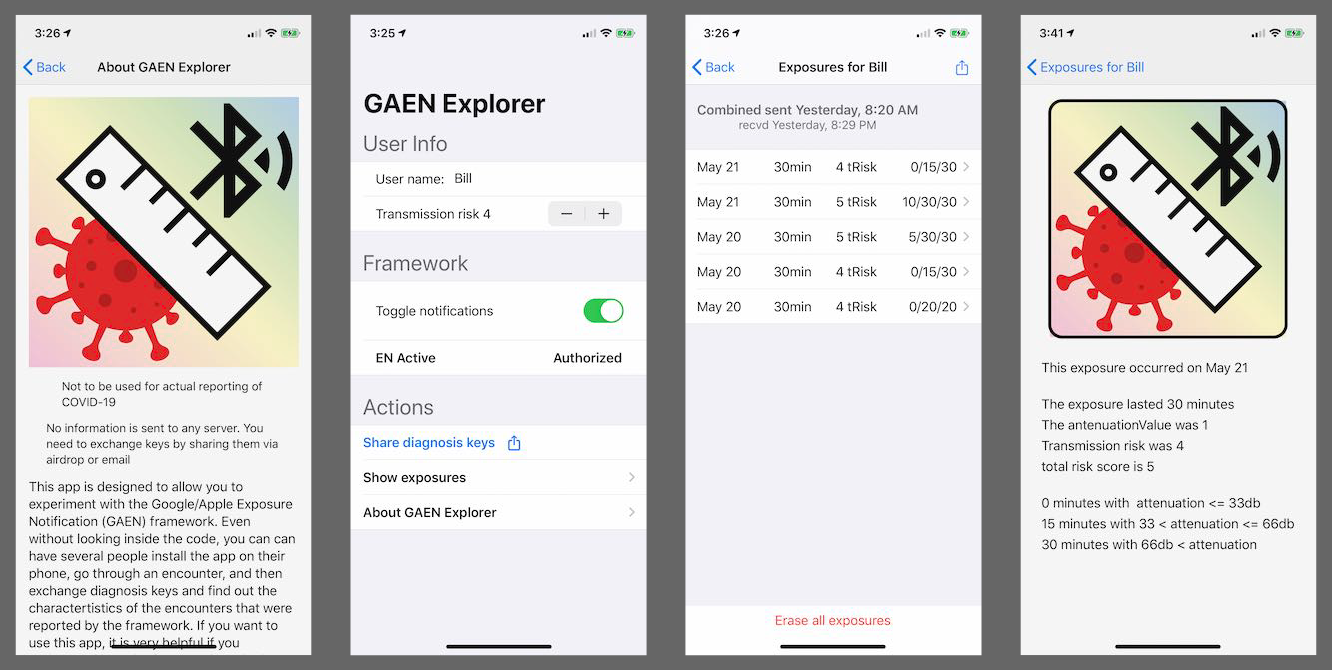 3:26
Back
About GAEN Explorer
Not to be used for actual reporting of
COVID-19
No information is sent to any server. You
need to exchange keys by sharing them via
airdrop or email
This app is designed to allow you to
experiment with the Google/Apple Exposure
Notification (GAEN) framework. Even
without looking inside the code, you can can
have several people install the app on their
phone, go through an encounter, and then
exchange diagnosis keys and find out the
charactertistics of the encounters that were
reported by the framework. If you want to
use this app, it is very helpful if you
3:25
GAEN Explorer
User Info
User name: Bill
Transmission risk 4 − +
Framework
Toggle notifications
EN Active Authorized
Actions
Share diagnosis keys
Show exposures
About GAEN Explorer
3:26
Back
Exposures for Bill
Combined sent Yesterday, 8:20 AM
recvd Yesterday, 8:29 PM
May 21 30min 4 tRisk 0/15/30
May 21 30min 5 tRisk 10/30/30
May 20 30min 5 tRisk 5/30/30
May 20 30min 4 tRisk 0/15/30
May 20 30min 4 tRisk 0/20/20
Erase all exposures
3:41
Exposures for Bill
This exposure occurred on May 21
The exposure lasted 30 minutes
The antenuationValue was 1
Transmission risk was 4
total risk score is 5
0 minutes with  attenuation <= 33db
15 minutes with 33 < attenuation <= 66db
30 minutes with 66db < attenuation